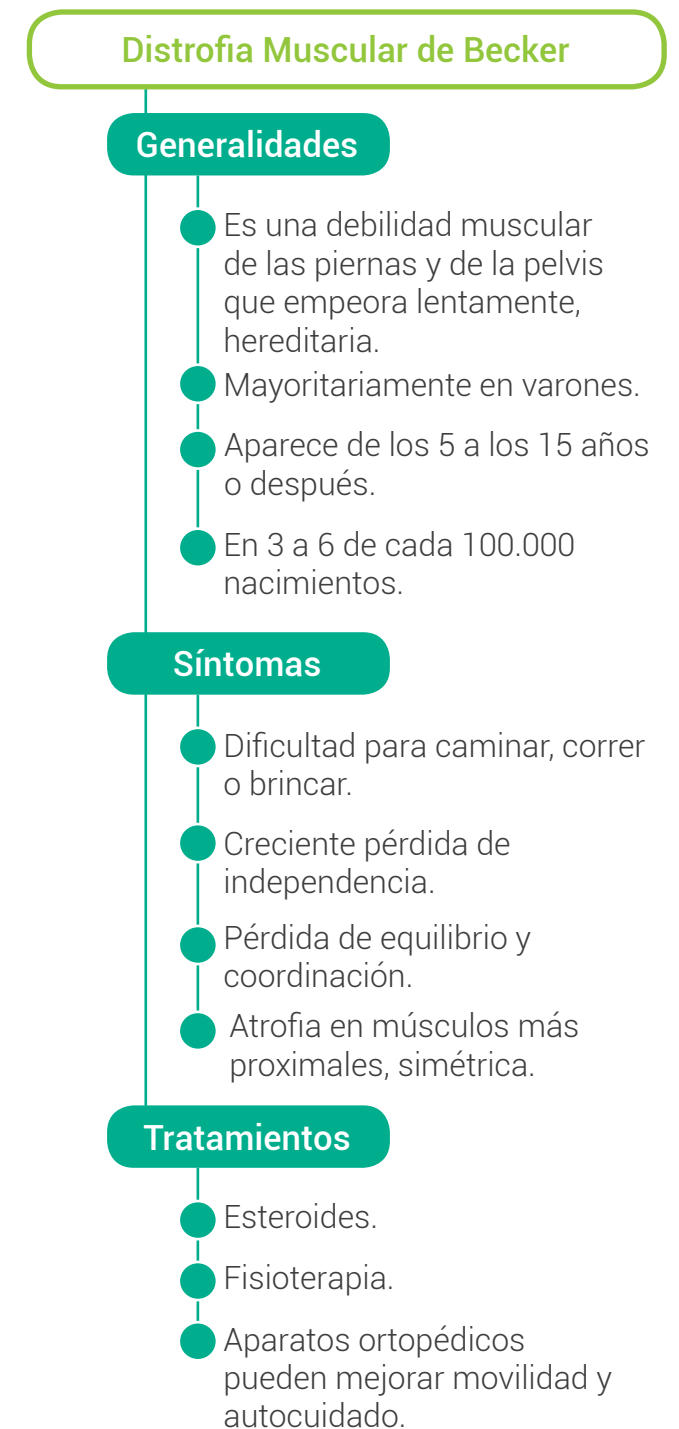 Distrofia Muscular de Becker
Generalidades
Es una debilidad muscular
de las piernas y de la pelvis
que empeora lentamente,
hereditaria.
Mayoritariamente en varones.
Aparece de los 5 a los 15 años
o después.
En 3 a 6 de cada 100.000
nacimientos.
Síntomas
Dificultad para caminar, correr
o brincar.
Creciente pérdida de
independencia.
Pérdida de equilibrio y
coordinación.
Atrofia en músculos más
proximales, simétrica.
Tratamientos
Esteroides.
Fisioterapia.
Aparatos ortopédicos
pueden mejorar movilidad y
autocuidado.